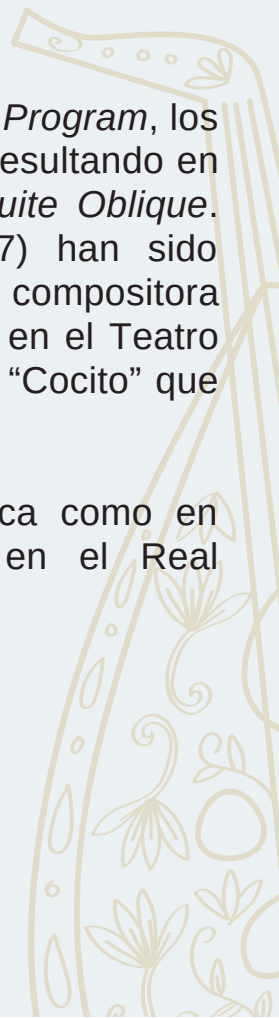 Program, los
esultando en
uite Oblique.
7) han sido
compositora
en el Teatro
“Cocito” que
ca como en
en el Real